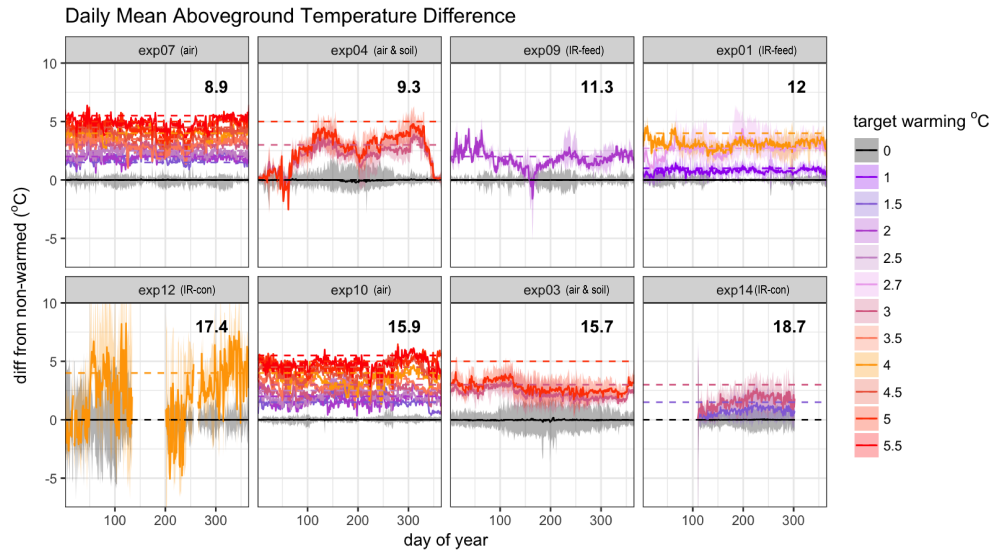 Daily Mean Aboveground Temperature Difference
exp07 (air)
exp04 (air & soil)
exp09 (IR-feed)
exp01 (IR-feed)
8.9
9.3
11.3
12
10
5
0
-5
exp12 (IR-con)
exp10 (air)
exp03 (air & soil)
exp14(IR-con)
17.4
15.9
15.7
18.7
10
5
0
-5
100 200 300
100 200 300
100 200 300
100 200 300
day of year
diff from non-warmed (°C)
target warming °C
0
1
1.5
2
2.5
2.7
3
3.5
4
4.5
5
5.5